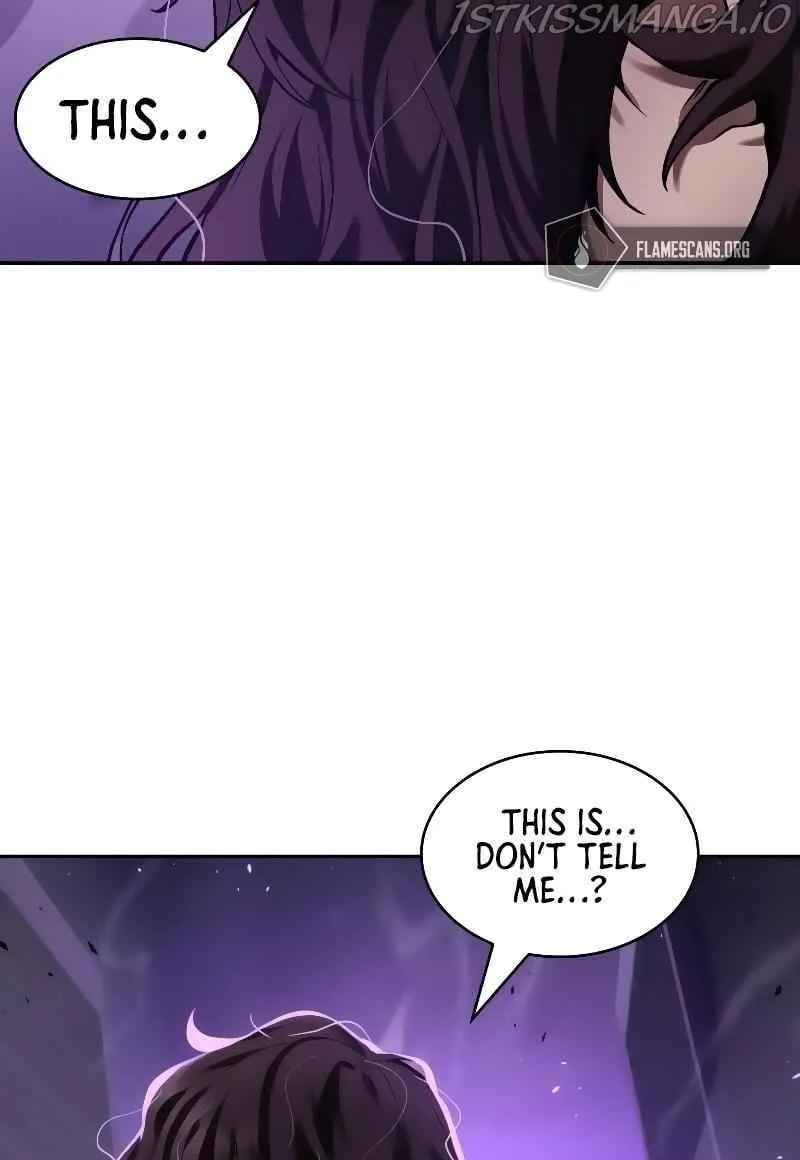 1STKISSMANGA.IO
THIS...
FLAMESCANS.ORG
THIS IS...
DON'T TELL
ME...?